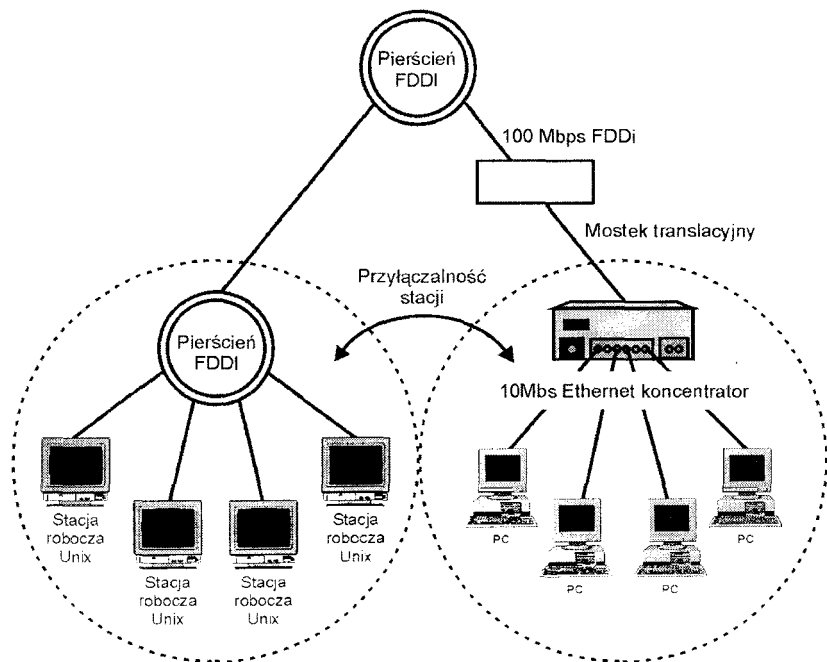 Pierścień
FDDI
100 Mbps FDDi
Mostek translacyjny
Przyłączalność
stacji
Pierścień
FDDI
10Mbs Ethernet koncentrator
Stacja
robocza
Unix
Stacja
robocza
Unix
Stacja
robocza
Unix
Stacja
robocza
Unix
PC
PC
PC
PC